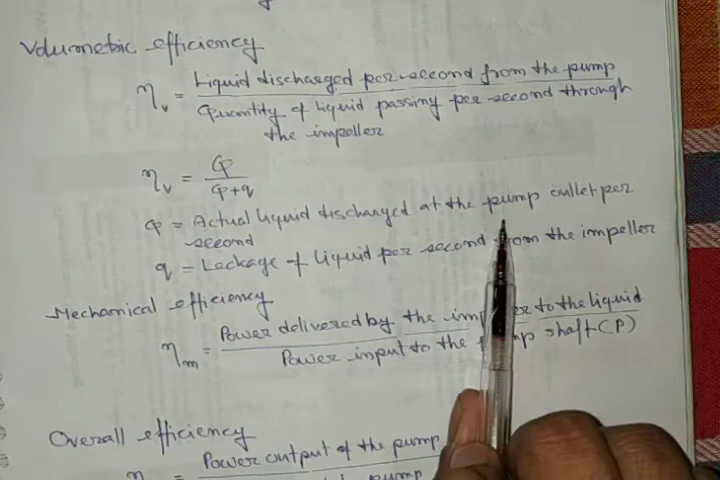 Volumetric efficiency
ηv = Liquid discharged per second from the pump
Quantity of liquid passing per second through
the impeller
ηv = Q
Q+q
Q = Actual liquid discharged at the pump outlet per
second
q = Leckage of liquid per second from the impeller
Mechanical efficiency
ηm = Power delivered by the to the liquid
Power input to the shaft (P)
Overall efficiency
η = Power output of the pump
pump